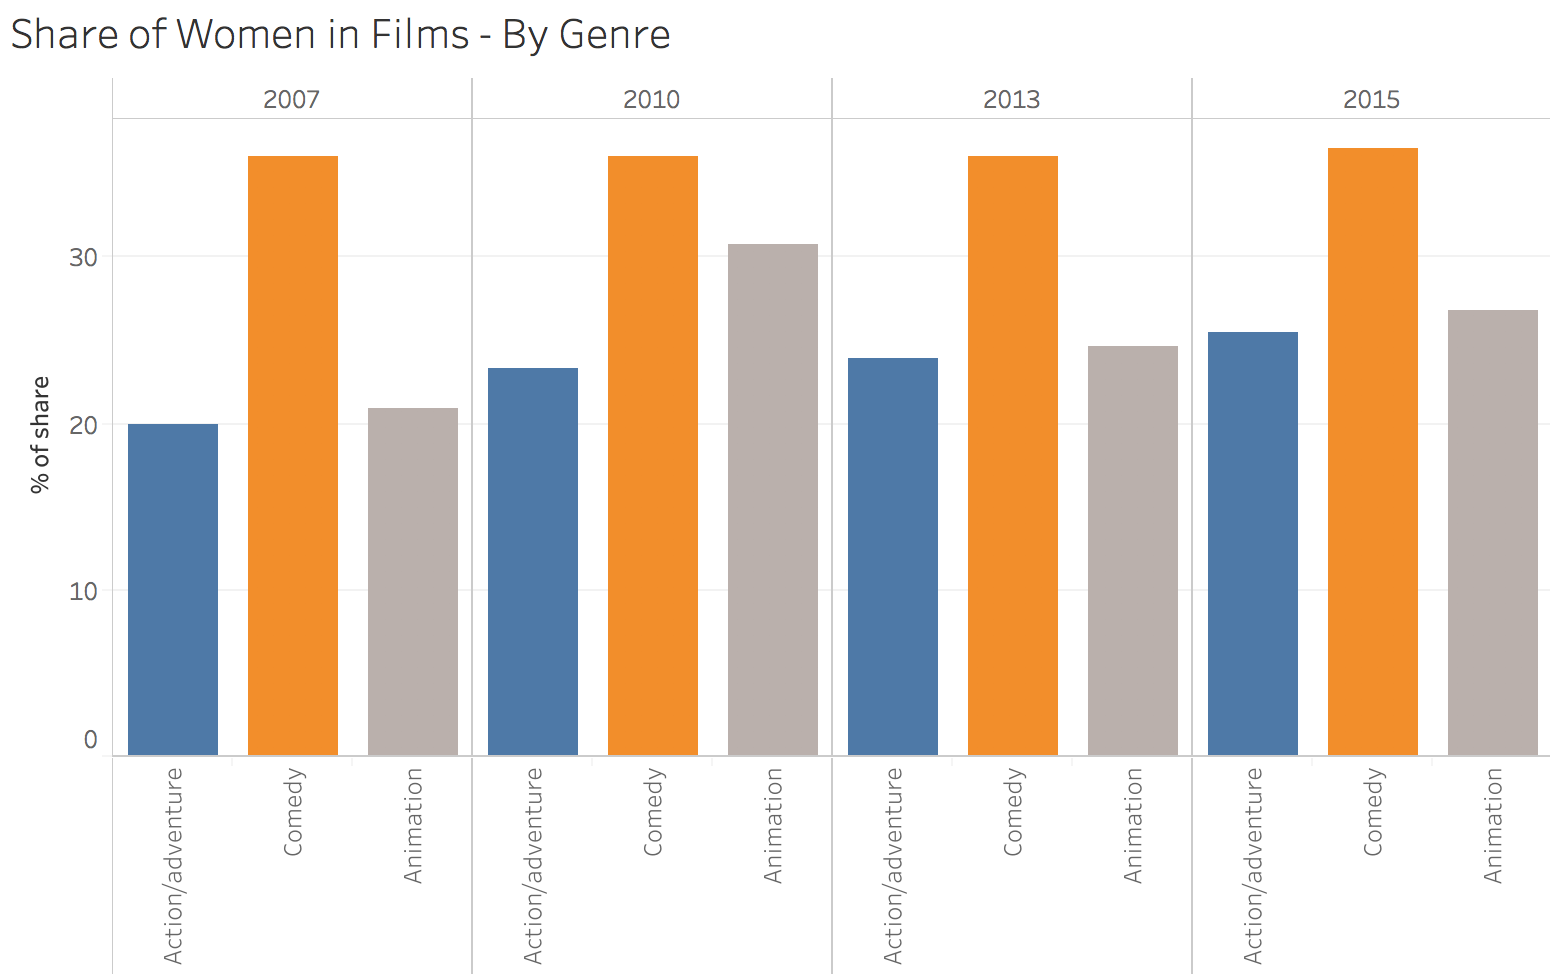 Share of Women in Films - By Genre
2007 2010 2013 2015
30
20
10
0
% of share
Action/adventure
Comedy
Animation
Action/adventure
Comedy
Animation
Action/adventure
Comedy
Animation
Action/adventure
Comedy
Animation